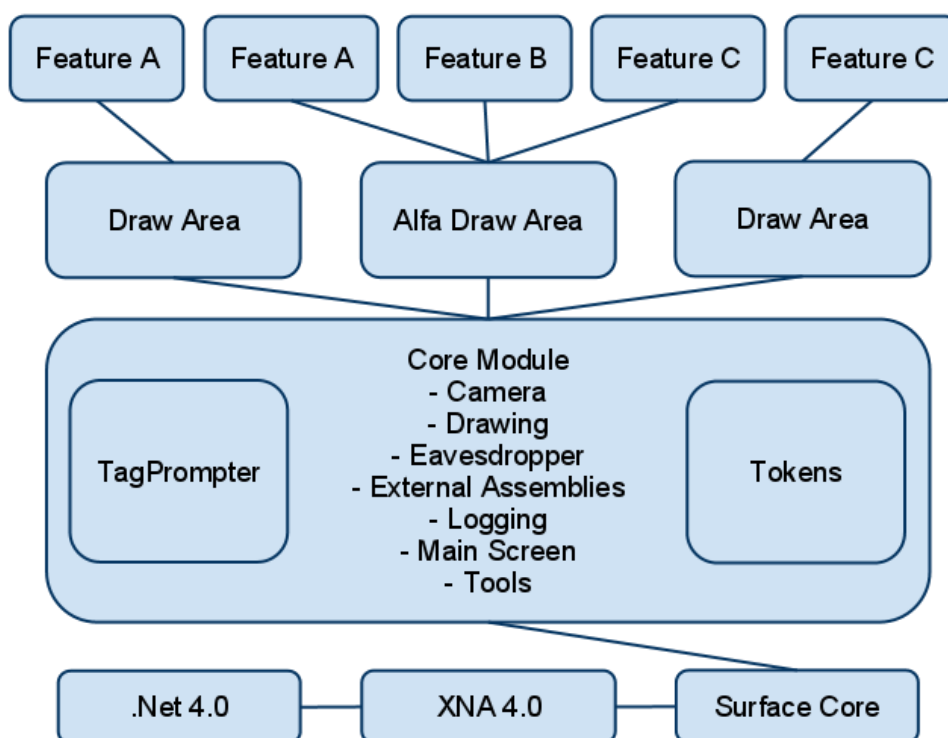 Feature A
Feature A
Feature B
Feature C
Feature C
Draw Area
Alfa Draw Area
Draw Area
Core Module
- Camera
- Drawing
- Eavesdropper
- External Assemblies
- Logging
- Main Screen
- Tools
TagPrompter
Tokens
.Net 4.0
XNA 4.0
Surface Core